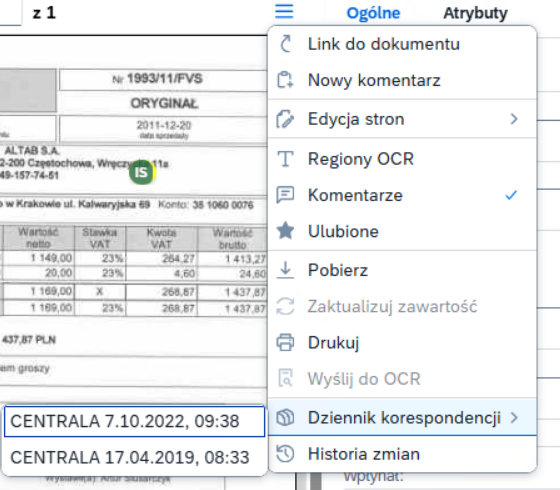 z 1
Ogólne
Atrybuty
Link do dokumentu
Nowy komentarz
Edycja stron
Regiony OCR
Komentarze
Ulubione
Pobierz
Zaktualizuj zawartość
Drukuj
Wyślij do OCR
Dziennik korespondencji
Historia zmian
CENTRALA 7.10.2022, 09:38
CENTRALA 17.04.2019, 08:33
Nr 1993/11/FVS
ORYGINAŁ
2011-12-20
data sprzedaży
ALTAB S.A.
2-200 Częstochowa, Wręczycka 11a
IS
49-157-74-51
o w Krakowie ul. Kalwaryjska 69 Konto: 35 1060 0076
Wartość netto Stawka VAT Kwota VAT Wartość brutto
1 149,00 23% 264,27 1 413,27
20,00 23% 4,60 24,60
1 169,00 X 268,87 1 437,87
1 169,00 23% 268,87 1 437,87
437,87 PLN
em groszy
Wpłynął: